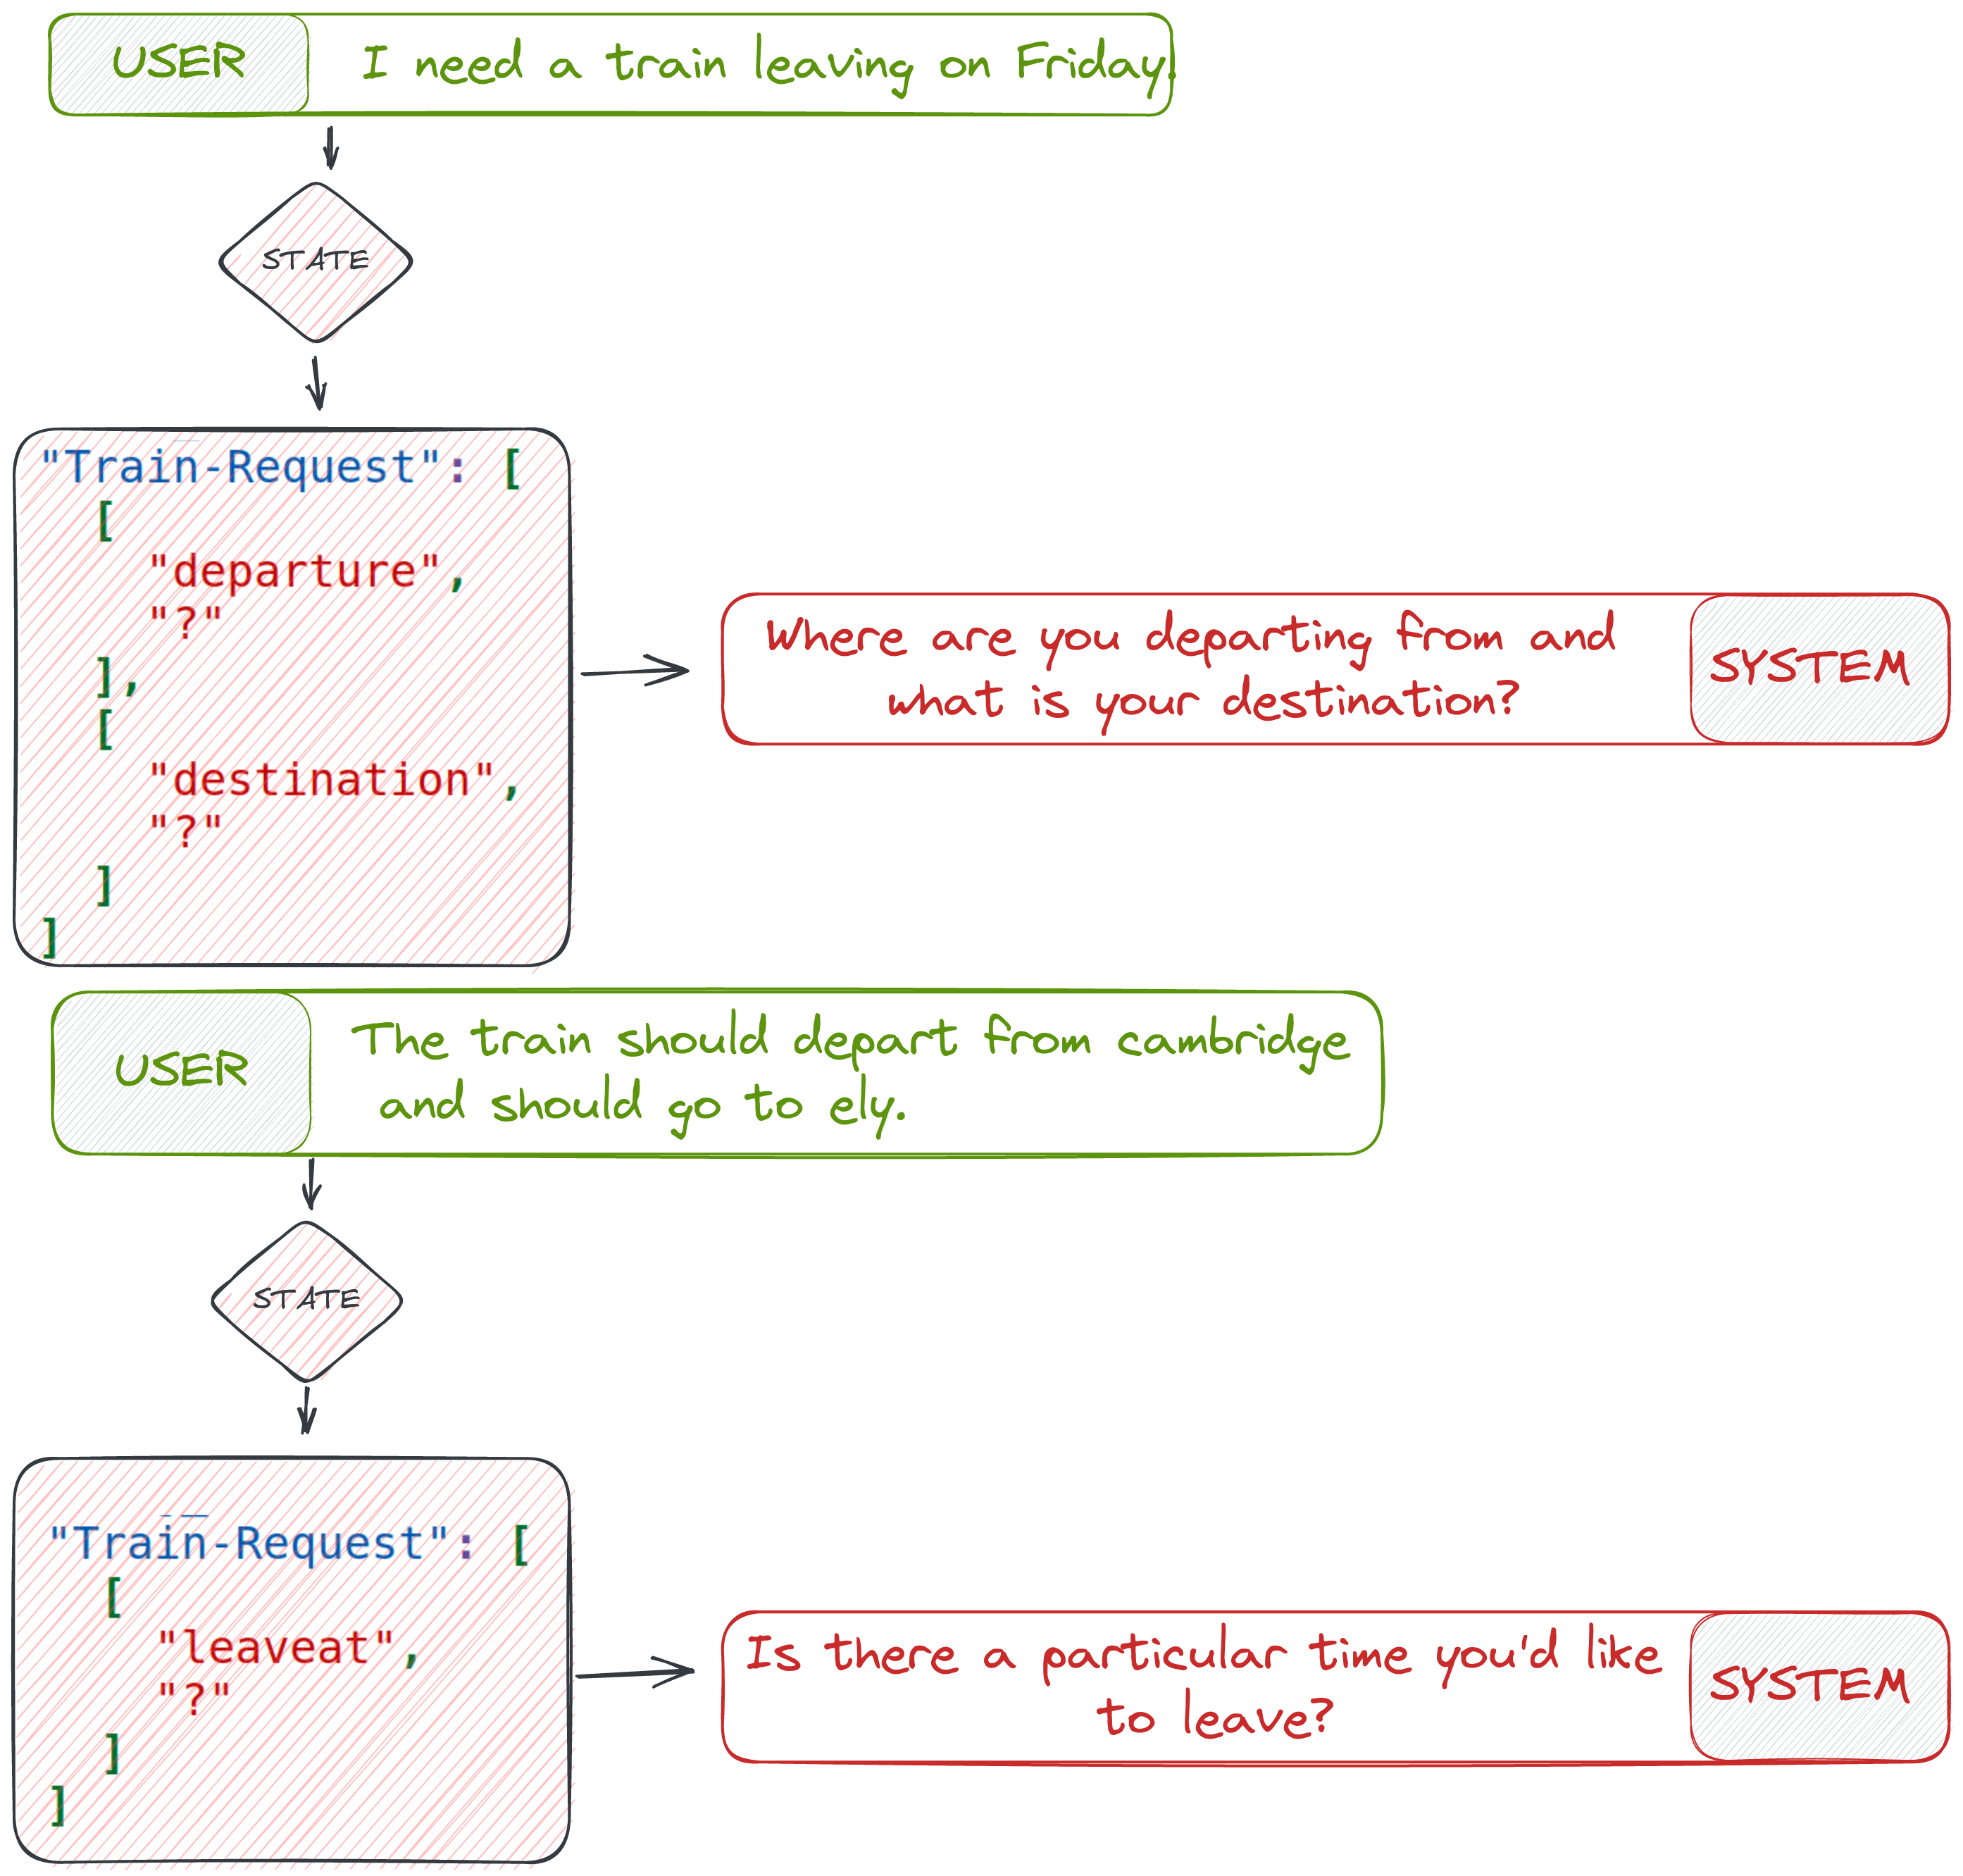 USER I need a train leaving on Friday.
STATE
"Train-Request": [
[
"departure",
"?"
],
[
"destination",
"?"
]
]
Where are you departing from and
what is your destination?
SYSTEM
USER
The train should depart from cambridge
and should go to ely.
STATE
"Train-Request": [
[
"leaveat",
"?"
]
]
Is there a particular time you'd like
to leave?
SYSTEM